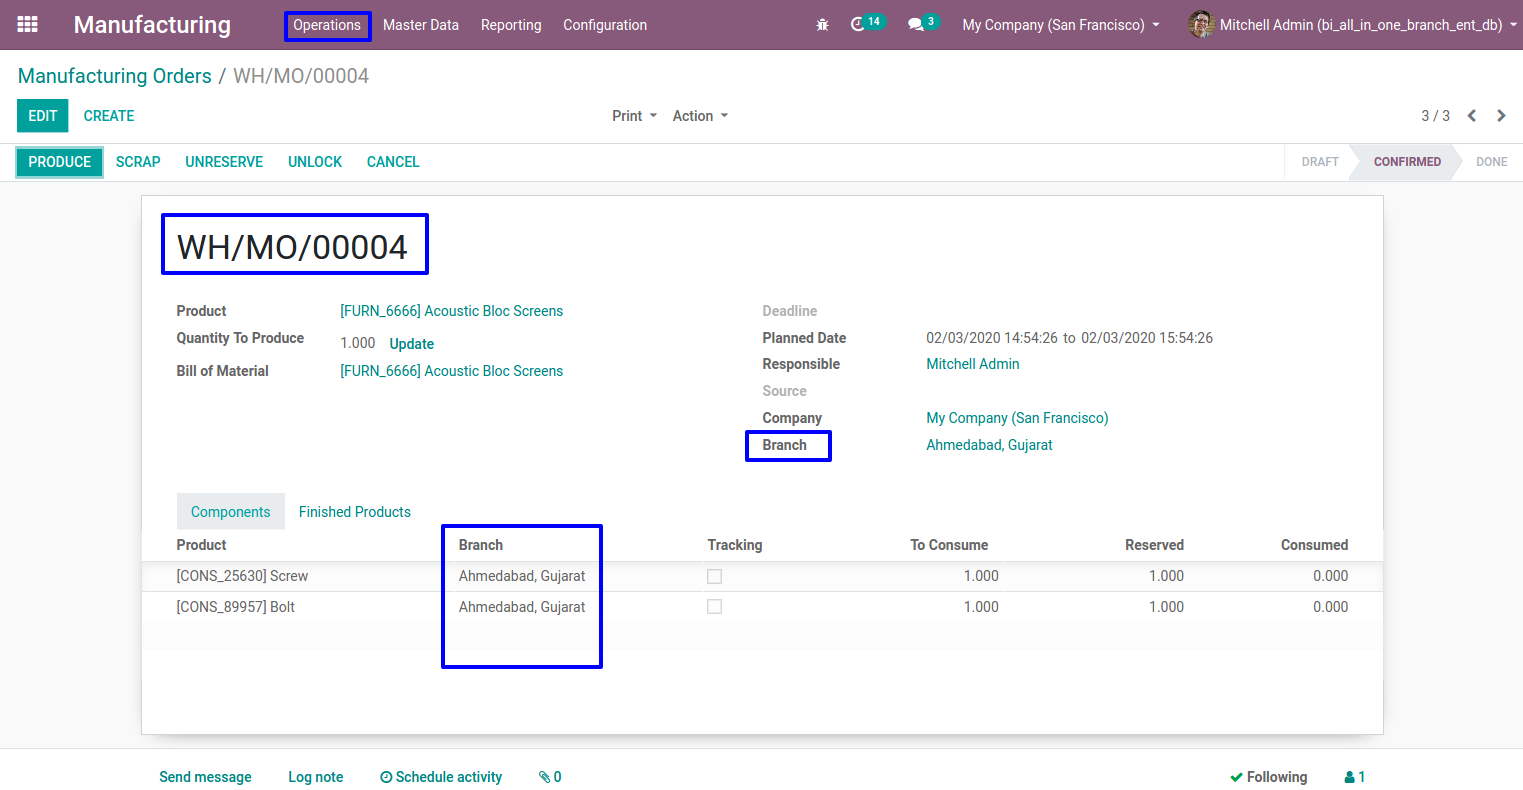 Manufacturing Operations Master Data Reporting Configuration 14 3 My Company (San Francisco) Mitchell Admin (bi_all_in_one_branch_ent_db)
Manufacturing Orders / WH/MO/00004
EDIT CREATE Print Action 3 / 3
PRODUCE SCRAP UNRESERVE UNLOCK CANCEL DRAFT CONFIRMED DONE
WH/MO/00004
Product [FURN_6666] Acoustic Bloc Screens Deadline
Quantity To Produce 1.000 Update Planned Date 02/03/2020 14:54:26 to 02/03/2020 15:54:26
Bill of Material [FURN_6666] Acoustic Bloc Screens Responsible Mitchell Admin
Source
Company My Company (San Francisco)
Branch Ahmedabad, Gujarat
Components Finished Products
Product Branch Tracking To Consume Reserved Consumed
[CONS_25630] Screw Ahmedabad, Gujarat 1.000 1.000 0.000
[CONS_89957] Bolt Ahmedabad, Gujarat 1.000 1.000 0.000
Send message Log note Schedule activity 0 Following 1